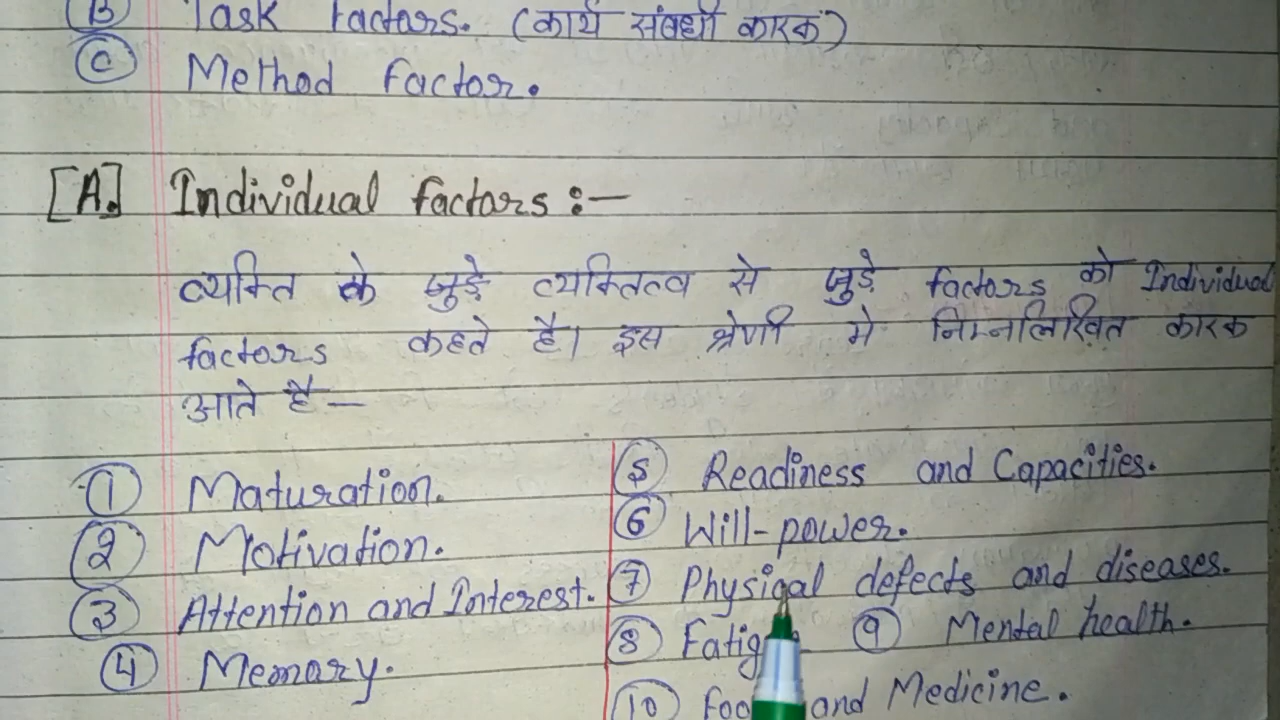 (B) Task factors. (कार्य संबंधी कारक)
(C) Method factor.
[A.] Individual factors :-
व्यक्ति के जुड़े व्यक्तित्व से जुड़े factors को Individual
factors कहते है। इस श्रेणी मे निम्नलिखित कारक
आते है-
(1) Maturation.
(2) Motivation.
(3) Attention and Interest.
(4) Memory.
(5) Readiness and Capacities.
(6) Will-power.
(7) Physical defects and diseases.
(8) (9) Mental health.
(10) and Medicine.